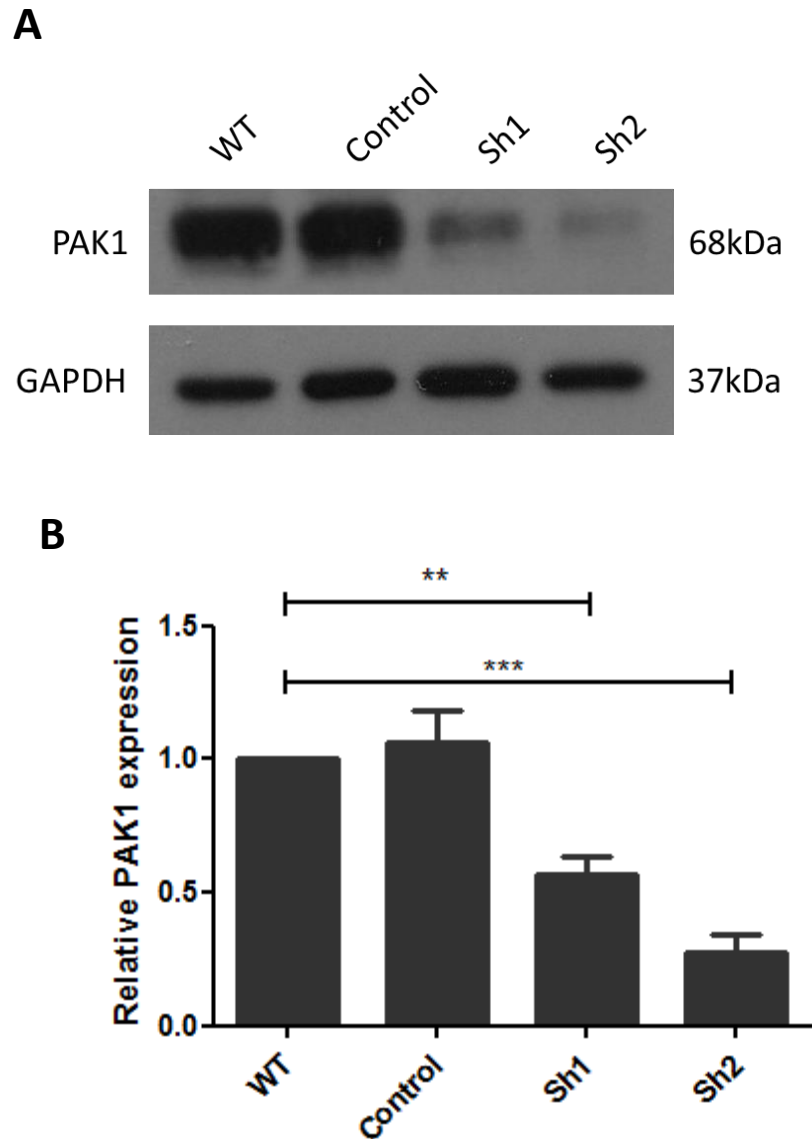 A
WT Control Sh1 Sh2
PAK1 68kDa
GAPDH 37kDa
B
**
***
Relative PAK1 expression
1.5
1.0
0.5
0.0
WT Control Sh1 Sh2